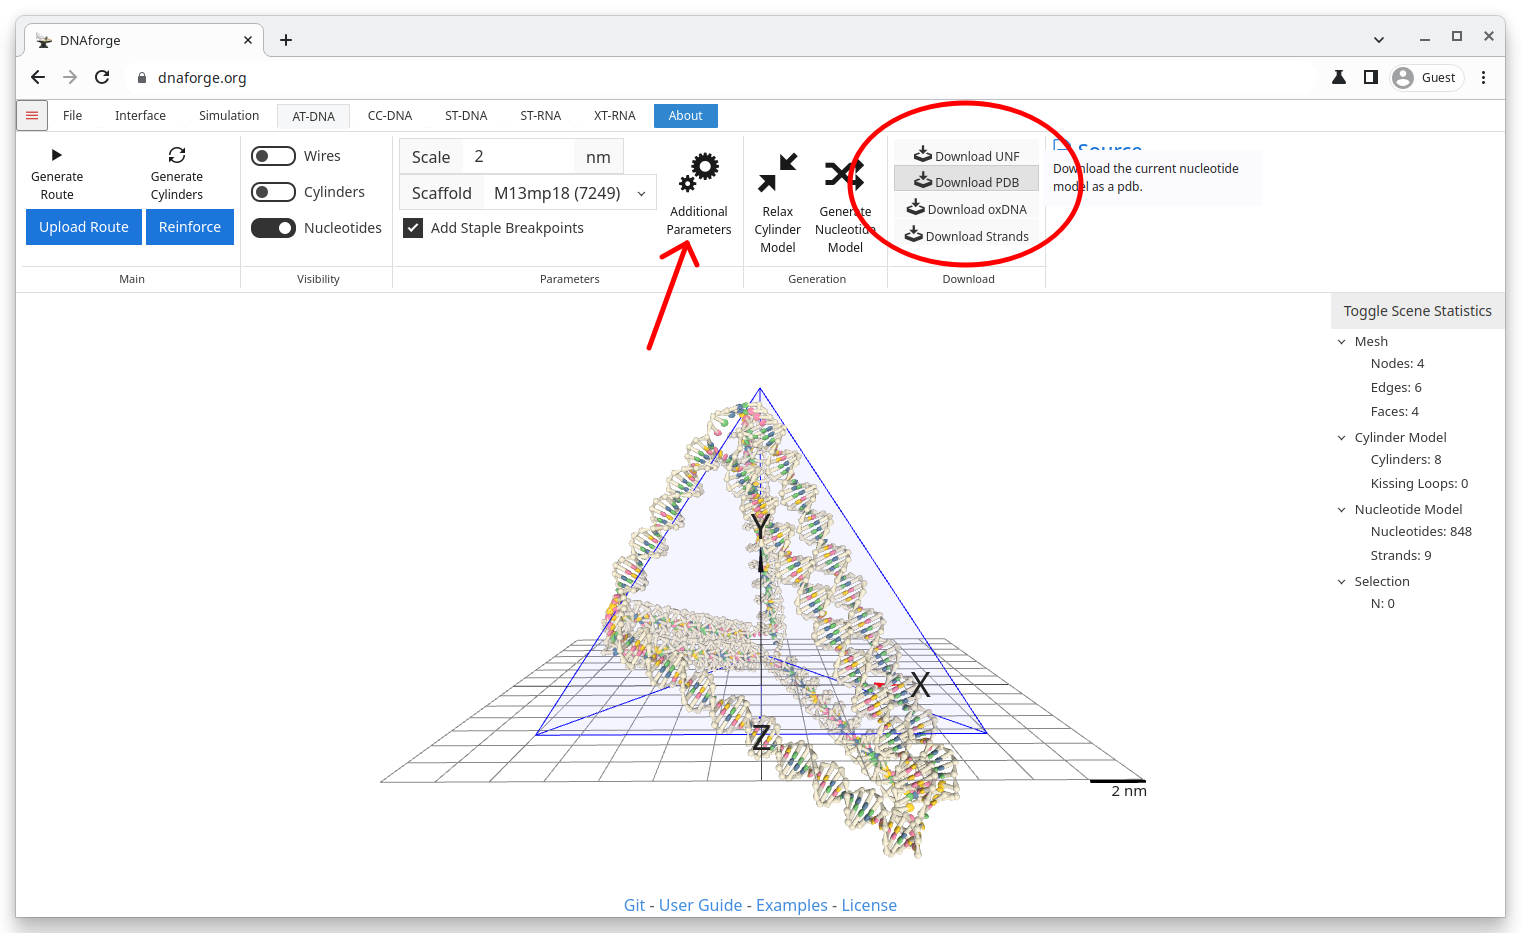 DNAforge
dnaforge.org
Guest
File Interface Simulation AT-DNA CC-DNA ST-DNA ST-RNA XT-RNA About
Generate
Route
Generate
Cylinders
Upload Route
Reinforce
Main
Wires
Cylinders
Nucleotides
Visibility
Scale 2 nm
Scaffold M13mp18 (7249)
Add Staple Breakpoints
Additional
Parameters
Parameters
Relax
Cylinder
Model
Generate
Nucleotide
Model
Generation
Download UNF
Download PDB
Download oxDNA
Download Strands
Download
Source
Download the current nucleotide
model as a pdb.
Toggle Scene Statistics
Mesh
Nodes: 4
Edges: 6
Faces: 4
Cylinder Model
Cylinders: 8
Kissing Loops: 0
Nucleotide Model
Nucleotides: 848
Strands: 9
Selection
N: 0
Y
X
Z
2 nm
Git - User Guide - Examples - License